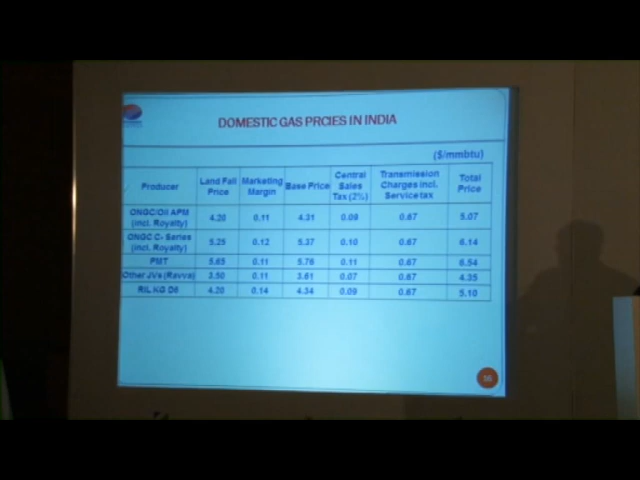 DOMESTIC GAS PRCIES IN INDIA
($/mmbtu)
Producer Land Fall Price Marketing Margin Base Price Central Sales Tax (2%) Transmission Charges incl. Service tax Total Price
ONGC/Oil APM (incl. Royalty) 4.20 0.11 4.31 0.09 0.67 5.07
ONGC C- Series (incl. Royalty) 5.25 0.12 5.37 0.10 0.67 6.14
PMT 5.65 0.11 5.76 0.11 0.67 6.54
Other JVs (Ravva) 3.50 0.11 3.61 0.07 0.67 4.35
RIL KG D6 4.20 0.14 4.34 0.09 0.67 5.10